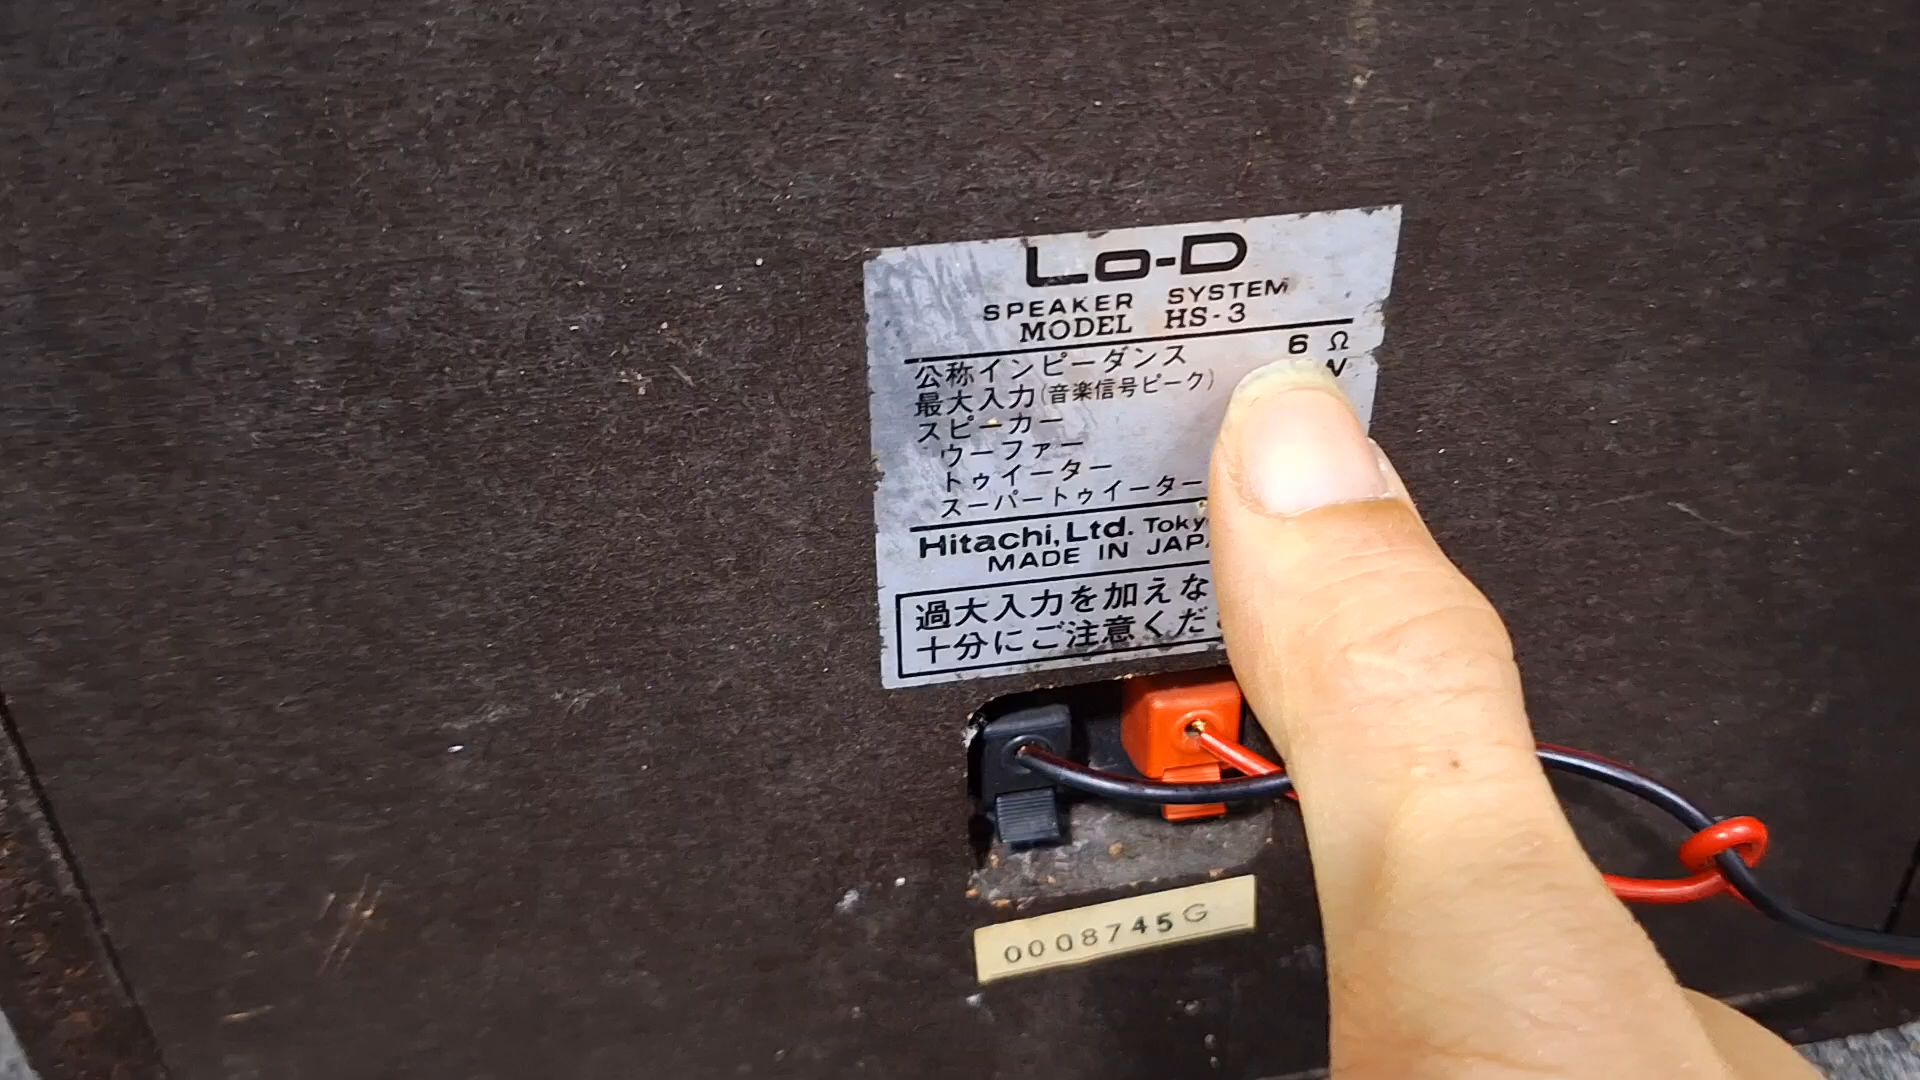 Lo-D
SPEAKER SYSTEM
MODEL HS-3
公称インピーダンス 6 Ω
最大入力(音楽信号ピーク) W
スピーカー
ウーファー
トゥイーター
スーパートゥイーター
Hitachi, Ltd.
MADE IN
過大入力を加えな
十分にご注意くだ
0008745G